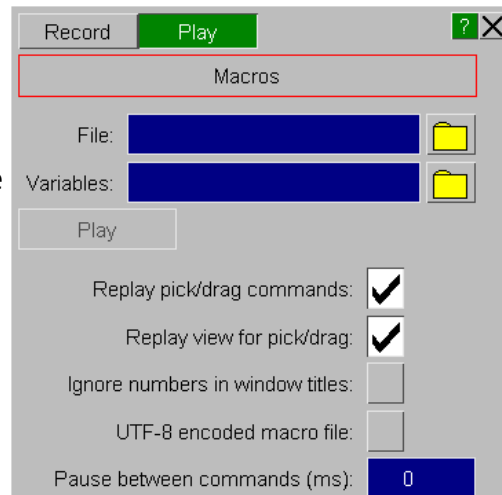 Record Play ?
Macros
File:
e Variables:
Play
Replay pick/drag commands:
Replay view for pick/drag:
Ignore numbers in window titles:
UTF-8 encoded macro file:
Pause between commands (ms): 0